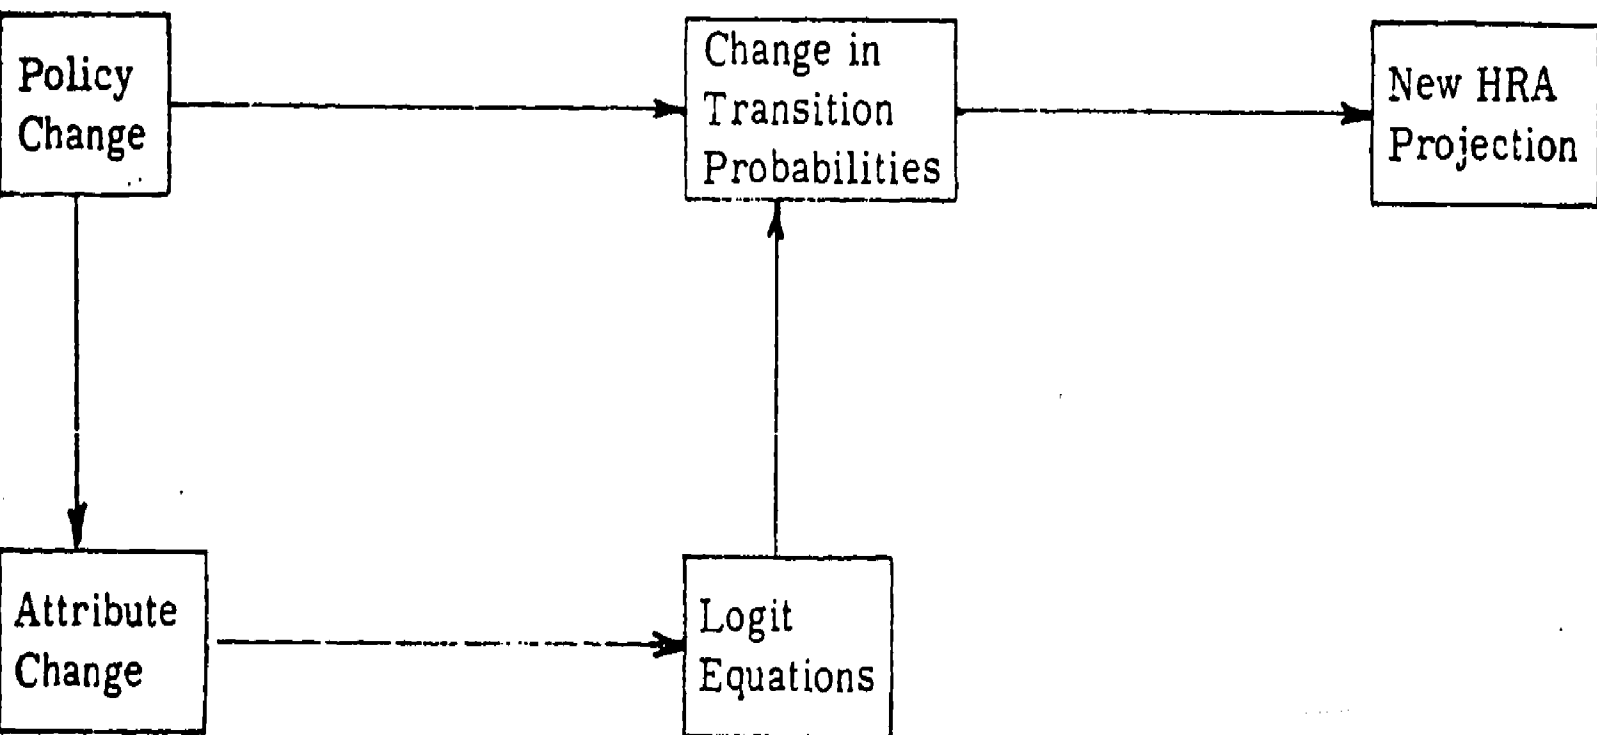 Policy
Change
Change in
Transition
Probabilities
New HRA
Projection
Attribute
Change
Logit
Equations